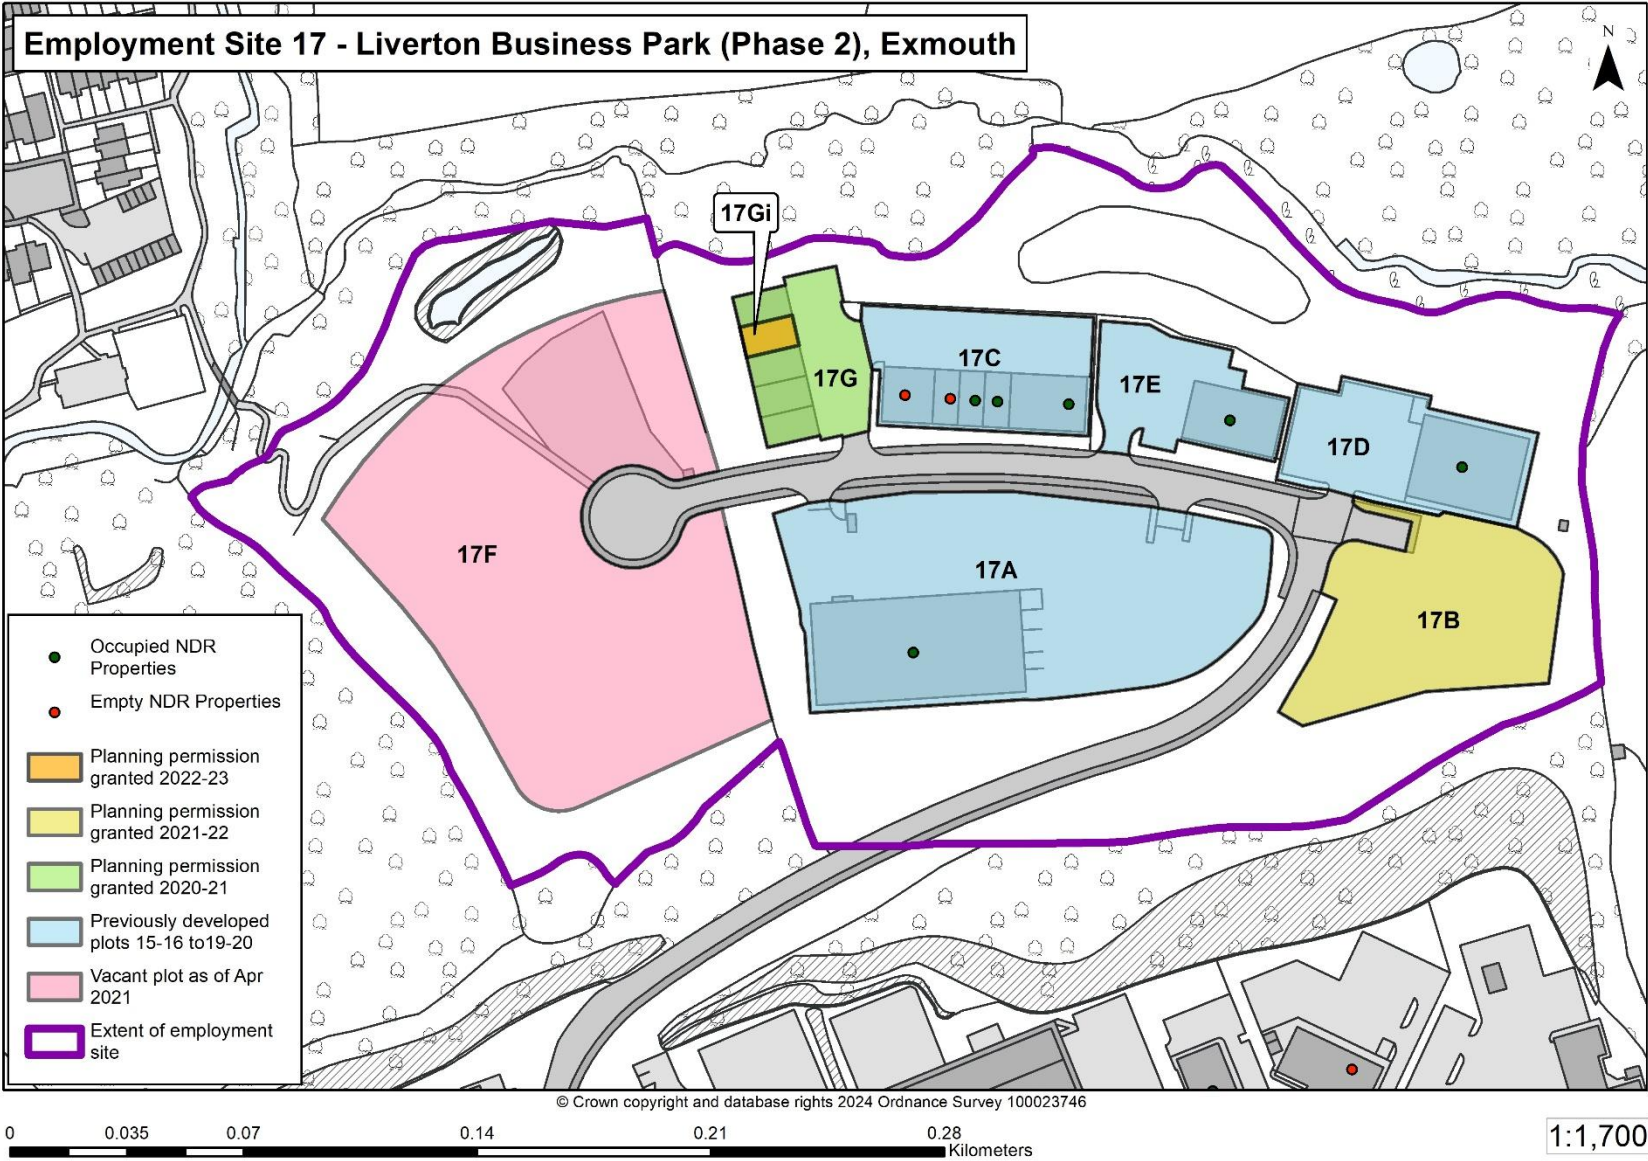 Employment Site 17 - Liverton Business Park (Phase 2), Exmouth
N
17Gi
17C
17E
17G
17D
17F
17A
17B
Occupied NDR
Properties
Empty NDR Properties
Planning permission
granted 2022-23
Planning permission
granted 2021-22
Planning permission
granted 2020-21
Previously developed
plots 15-16 to19-20
Vacant plot as of Apr
2021
Extent of employment
site
© Crown copyright and database rights 2024 Ordnance Survey 100023746
0 0.035 0.07 0.14 0.21 0.28
Kilometers
1:1,700